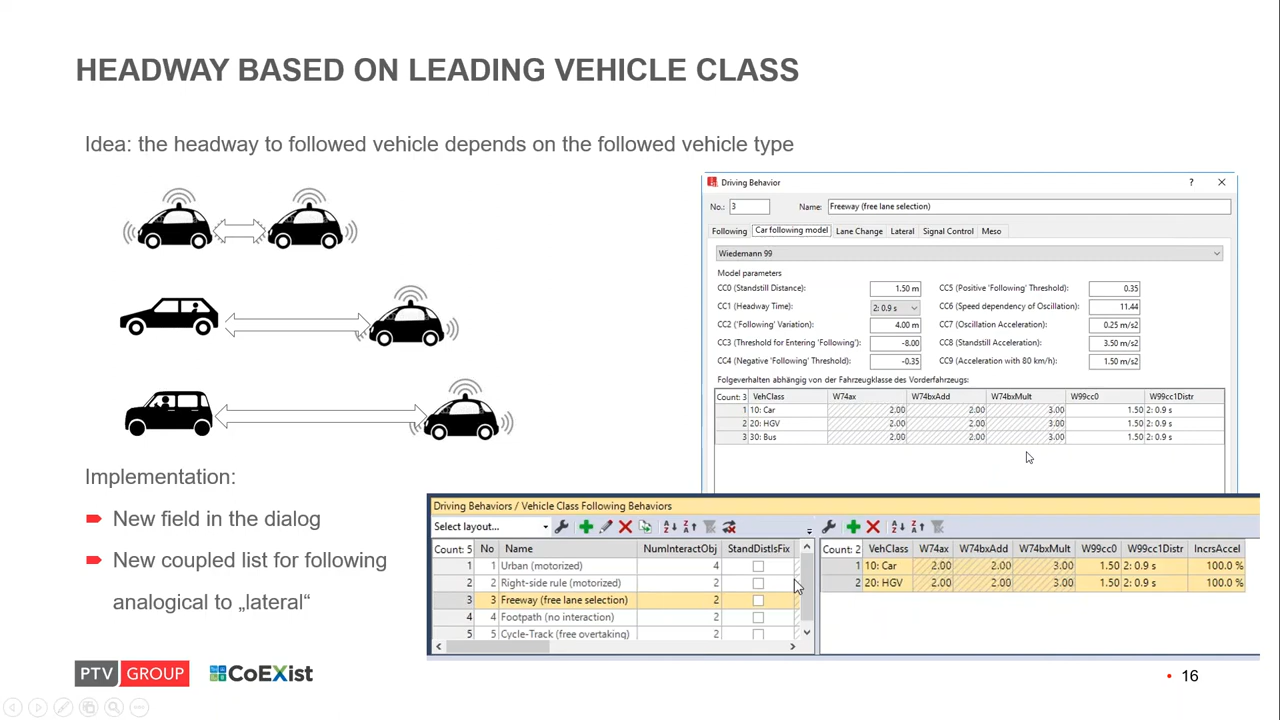 HEADWAY BASED ON LEADING VEHICLE CLASS
Idea: the headway to followed vehicle depends on the followed vehicle type
Driving Behavior
?
No.: 3 Name: Freeway (free lane selection)
Following Car following model Lane Change Lateral Signal Control Meso
Wiedemann 99
Model parameters
CC0 (Standstill Distance): 1.50 m CC5 (Positive 'Following' Threshold): 0.35
CC1 (Headway Time): 2: 0.9 s CC6 (Speed dependency of Oscillation): 11.44
CC2 ('Following' Variation): 4.00 m CC7 (Oscillation Acceleration): 0.25 m/s2
CC3 (Threshold for Entering 'Following'): -8.00 CC8 (Standstill Acceleration): 3.50 m/s2
CC4 (Negative 'Following' Threshold): -0.35 CC9 (Acceleration with 80 km/h): 1.50 m/s2
Folgeverhalten abhängig von der Fahrzeugklasse des Vorderfahrzeugs:
Count: 3 VehClass W74ax W74bxAdd W74bxMult W99cc0 W99cc1Distr
1 10: Car 2.00 2.00 3.00 1.50 2: 0.9 s
2 20: HGV 2.00 2.00 3.00 1.50 2: 0.9 s
3 30: Bus 2.00 2.00 3.00 1.50 2: 0.9 s
Implementation:
New field in the dialog
New coupled list for following
analogical to „lateral“
Driving Behaviors / Vehicle Class Following Behaviors
Select layout...
Count: 5 No Name NumInteractObj StandDistIsFix
1 1 Urban (motorized) 4
2 2 Right-side rule (motorized) 2
3 3 Freeway (free lane selection) 2
4 4 Footpath (no interaction) 2
5 5 Cycle-Track (free overtaking) 2
Count: 2 VehClass W74ax W74bxAdd W74bxMult W99cc0 W99cc1Distr IncrsAccel
1 10: Car 2.00 2.00 3.00 1.50 2: 0.9 s 100.0 %
2 20: HGV 2.00 2.00 3.00 1.50 2: 0.9 s 100.0 %
PTV GROUP
CoEXist
16